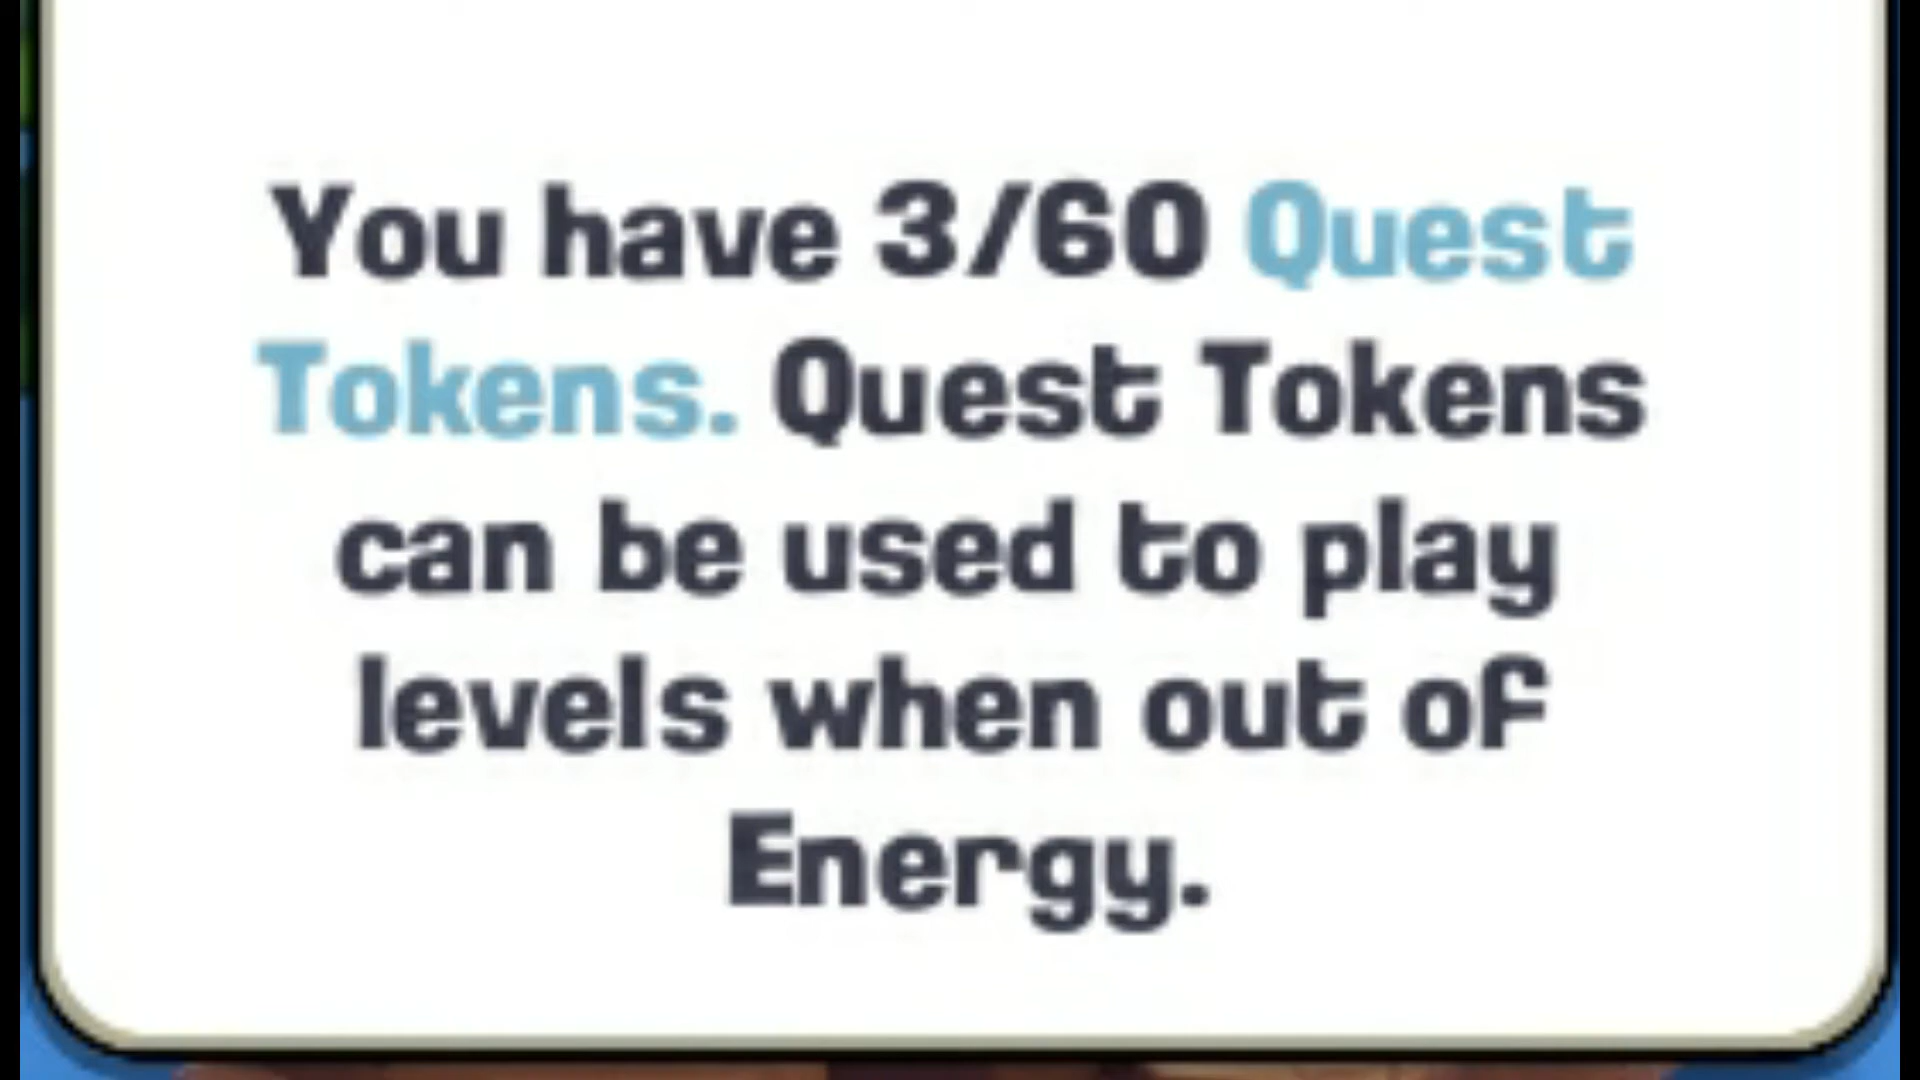 You have 3/60 Quest
Tokens. Quest Tokens
can be used to play
levels when out of
Energy.